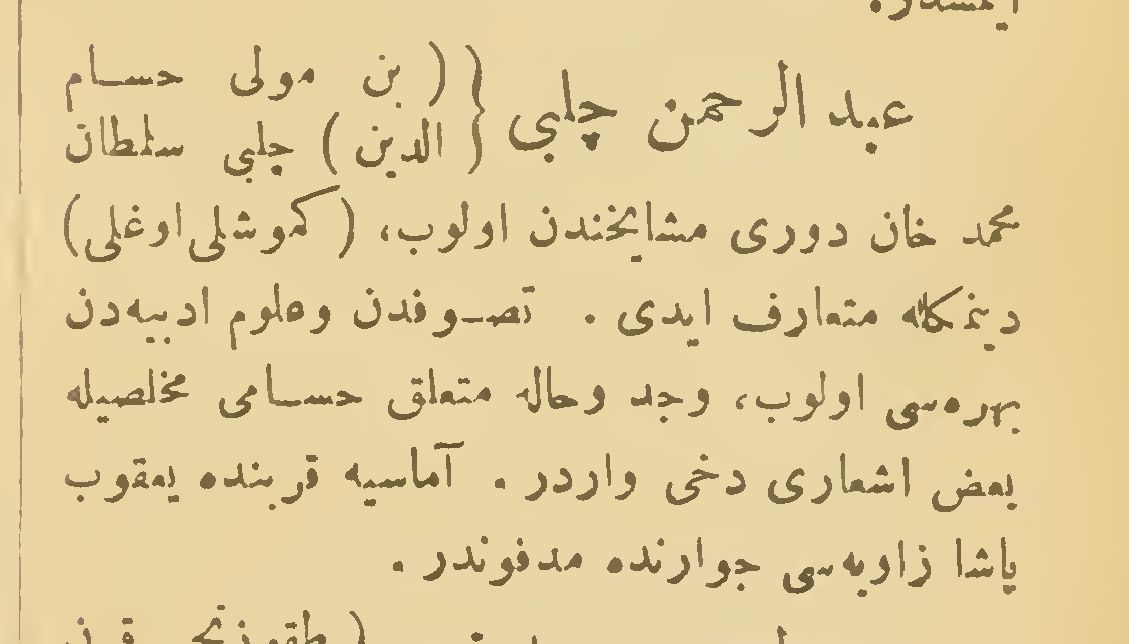 ایتمشدر.
عبد الرحمن چلبی { ( بن مولی حسام
الدین ) چلبی سلطان
محمد خان دوری مشایخندن اولوب، ( کموشلی اوغلی )
دینمکله متعارف ایدی . تصوفدن وعلوم ادبیه‌دن
بهره‌سی اولوب، وجد وحاله متعلق حسامی مخلصیله
بعض اشعاری دخی واردر . آماسیه قربنده یعقوب
پاشا زاویه‌سی جوارنده مدفوندر .